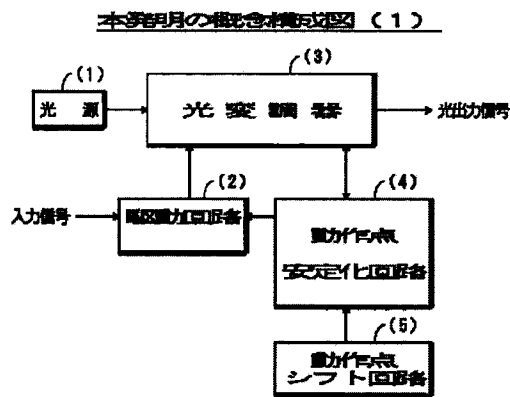 本発明の概念構成図(1)
(1)
光源
(3)
光変調器
光出力信号
(2)
入力信号
駆動回路
(4)
動作点
安定化回路
(5)
動作点
シフト回路